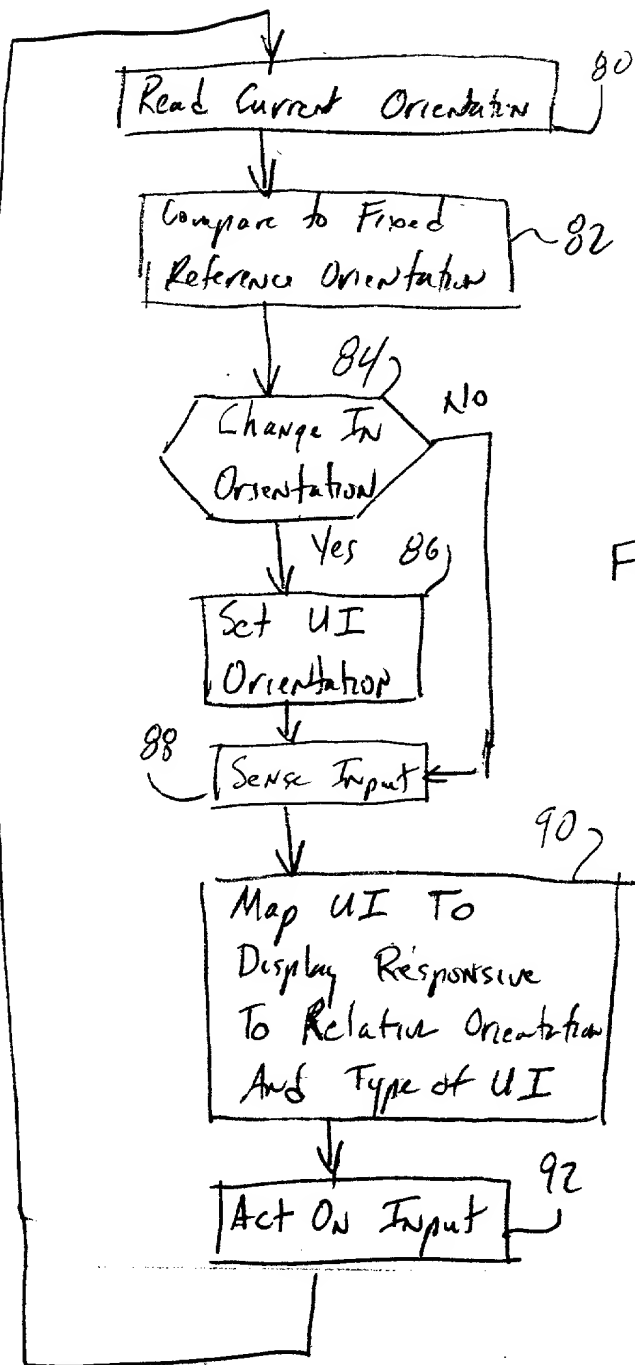 80
Read Current Orientation
Compare to Fixed
82
Reference Orientation
84
No
Change In
Orientation
Yes 86
F
Set UI
Orientation
88
Sense Input
90
Map UI To
Display Responsive
To Relative Orientation
And Type of UI
92
Act On Input